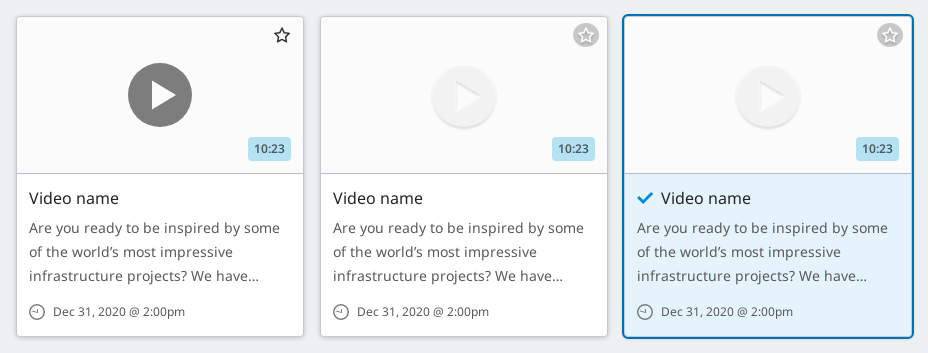 10:23
Video name
Are you ready to be inspired by some
of the world’s most impressive
infrastructure projects? We have...
Dec 31, 2020 @ 2:00pm
10:23
Video name
Are you ready to be inspired by some
of the world’s most impressive
infrastructure projects? We have...
Dec 31, 2020 @ 2:00pm
10:23
Video name
Are you ready to be inspired by some
of the world’s most impressive
infrastructure projects? We have...
Dec 31, 2020 @ 2:00pm